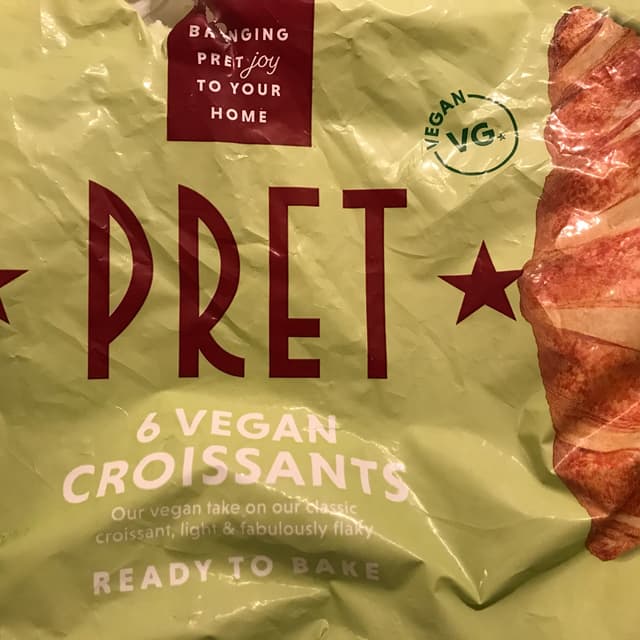 BRINGING
PRET joy
TO YOUR
HOME
VEGAN
VG
PRET
6 VEGAN
CROISSANTS
Our vegan take on our classic
croissant, light & fabulously flaky
READY TO BAKE